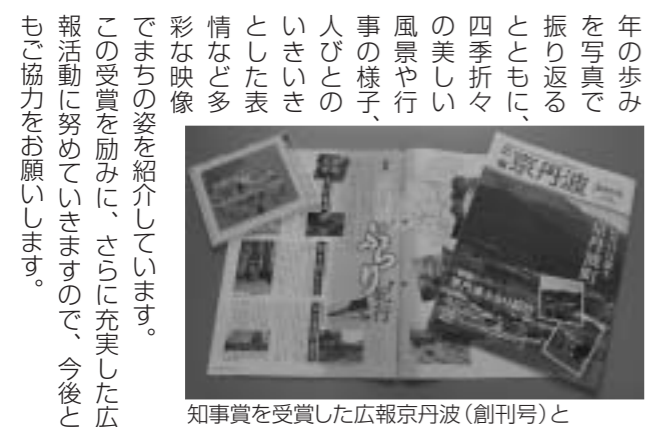 年の歩み
を写真で
振り返る
とともに、
四季折々
の美しい
風景や行
事の様子、
人びとの
いきいき
とした表
情など多
彩な映像
でまちの姿を紹介しています。
この受賞を励みに、さらに充実した広
報活動に努めていきますので、今後と
もご協力をお願いします。
京丹波
ぶらり
知事賞を受賞した広報京丹波（創刊号）と